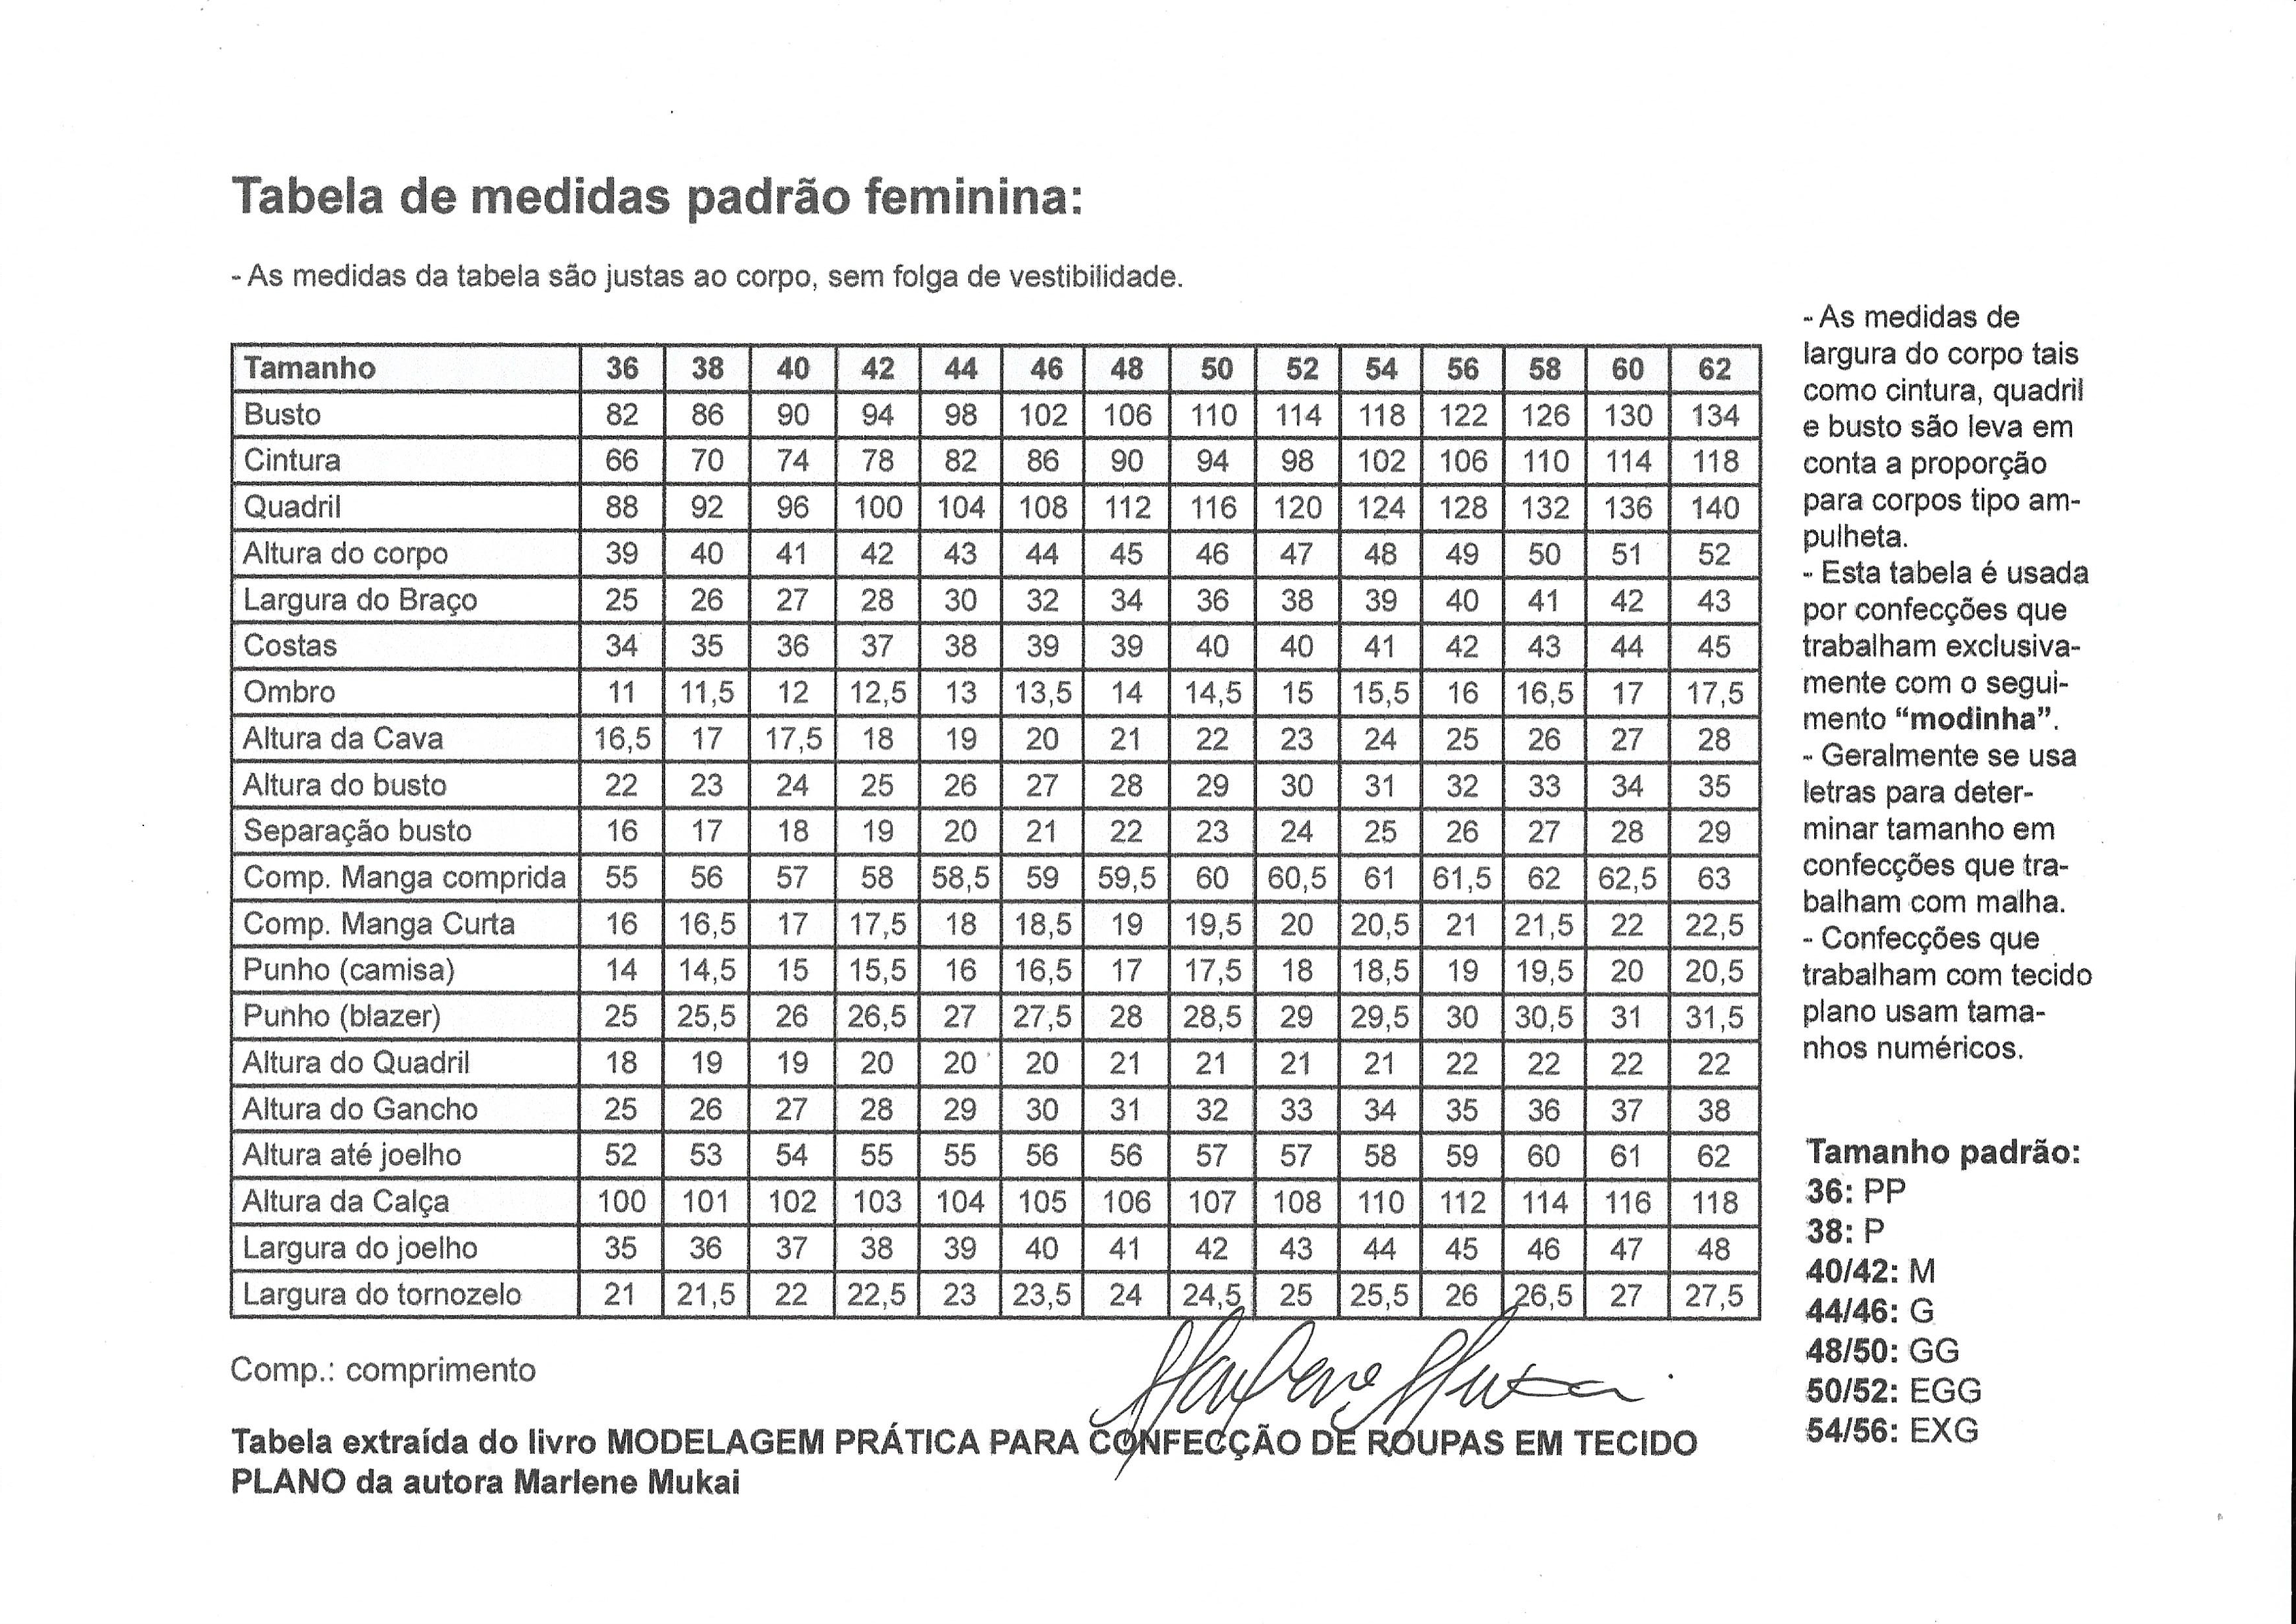 Tabela de medidas padrão feminina:
- As medidas da tabela são justas ao corpo, sem folga de vestibilidade.
Tamanho 36 38 40 42 44 46 48 50 52 54 56 58 60 62
Busto 82 86 90 94 98 102 106 110 114 118 122 126 130 134
Cintura 66 70 74 78 82 86 90 94 98 102 106 110 114 118
Quadril 88 92 96 100 104 108 112 116 120 124 128 132 136 140
Altura do corpo 39 40 41 42 43 44 45 46 47 48 49 50 51 52
Largura do Braço 25 26 27 28 30 32 34 36 38 39 40 41 42 43
Costas 34 35 36 37 38 39 39 40 40 41 42 43 44 45
Ombro 11 11,5 12 12,5 13 13,5 14 14,5 15 15,5 16 16,5 17 17,5
Altura da Cava 16,5 17 17,5 18 19 20 21 22 23 24 25 26 27 28
Altura do busto 22 23 24 25 26 27 28 29 30 31 32 33 34 35
Separação busto 16 17 18 19 20 21 22 23 24 25 26 27 28 29
Comp. Manga comprida 55 56 57 58 58,5 59 59,5 60 60,5 61 61,5 62 62,5 63
Comp. Manga Curta 16 16,5 17 17,5 18 18,5 19 19,5 20 20,5 21 21,5 22 22,5
Punho (camisa) 14 14,5 15 15,5 16 16,5 17 17,5 18 18,5 19 19,5 20 20,5
Punho (blazer) 25 25,5 26 26,5 27 27,5 28 28,5 29 29,5 30 30,5 31 31,5
Altura do Quadril 18 19 19 20 20 20 21 21 21 21 22 22 22 22
Altura do Gancho 25 26 27 28 29 30 31 32 33 34 35 36 37 38
Altura até joelho 52 53 54 55 55 56 56 57 57 58 59 60 61 62
Altura da Calça 100 101 102 103 104 105 106 107 108 110 112 114 116 118
Largura do joelho 35 36 37 38 39 40 41 42 43 44 45 46 47 48
Largura do tornozelo 21 21,5 22 22,5 23 23,5 24 24,5 25 25,5 26 26,5 27 27,5
Comp.: comprimento
Marlene Mukai
Tabela extraída do livro MODELAGEM PRÁTICA PARA CONFECÇÃO DE ROUPAS EM TECIDO
PLANO da autora Marlene Mukai
- As medidas de
largura do corpo tais
como cintura, quadril
e busto são leva em
conta a proporção
para corpos tipo am-
pulheta.
- Esta tabela é usada
por confecções que
trabalham exclusiva-
mente com o segui-
mento “modinha”.
- Geralmente se usa
letras para deter-
minar tamanho em
confecções que tra-
balham com malha.
- Confecções que
trabalham com tecido
plano usam tama-
nhos numéricos.
Tamanho padrão:
36: PP
38: P
40/42: M
44/46: G
48/50: GG
50/52: EGG
54/56: EXG